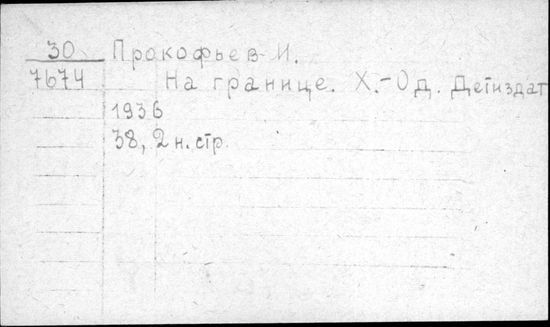 30 Прокофьев И.
7674 На границе. Х.-Од. Детиздат
1936
38, 2 н. стр.